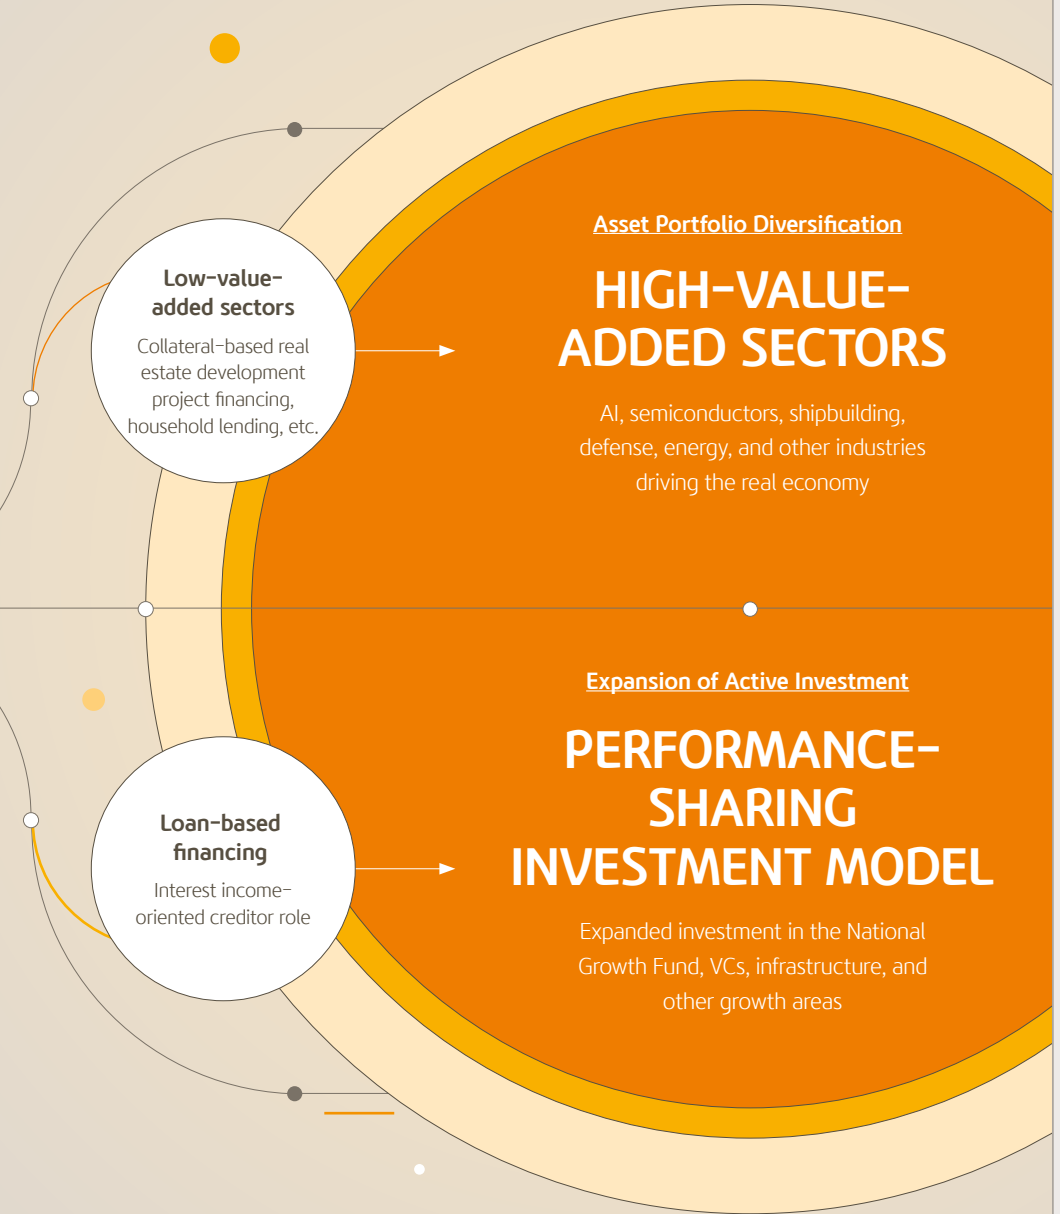 Low-value-
added sectors
Collateral-based real
estate development
project financing,
household lending, etc.
Asset Portfolio Diversification
HIGH-VALUE-
ADDED SECTORS
AI, semiconductors, shipbuilding,
defense, energy, and other industries
driving the real economy
Loan-based
financing
Interest income-
oriented creditor role
Expansion of Active Investment
PERFORMANCE-
SHARING
INVESTMENT MODEL
Expanded investment in the National
Growth Fund, VCs, infrastructure, and
other growth areas